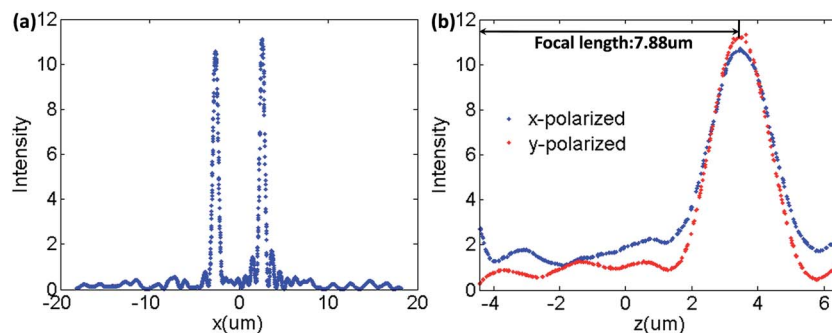 (a)
12
10
8
6
4
2
0
Intensity
-20
-10
0
10
20
x(um)
(b)
12
10
8
6
4
2
0
Intensity
Focal length:7.88um
x-polarized
y-polarized
-4
-2
0
2
4
6
z(um)